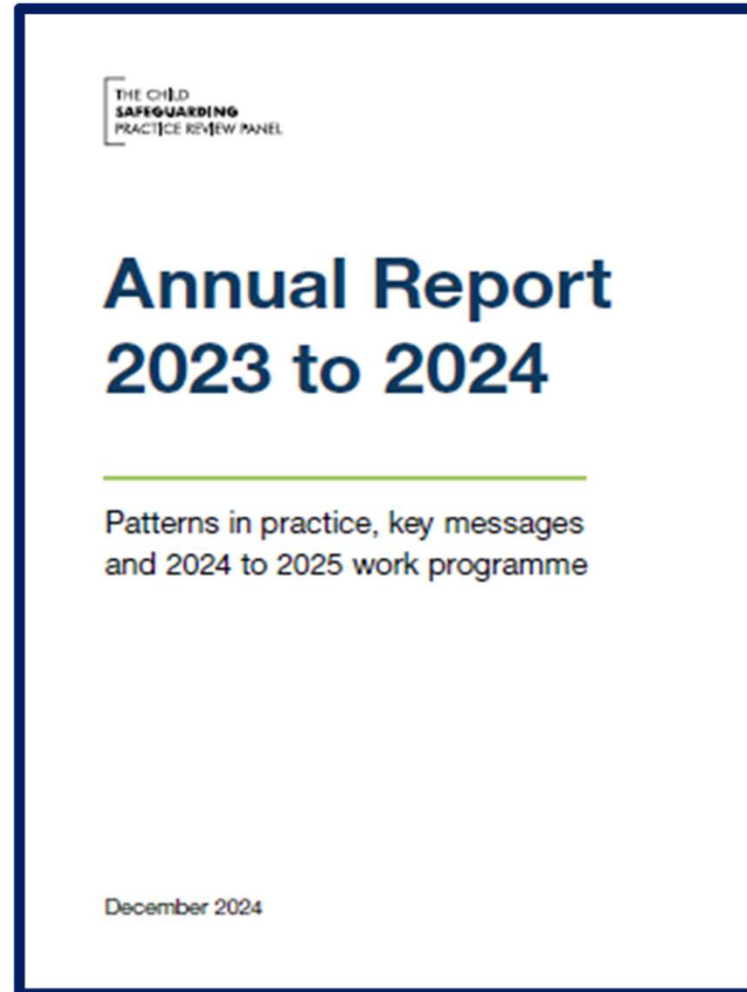 THE CHILD
SAFEGUARDING
PRACTICE REVIEW PANEL
Annual Report
2023 to 2024
Patterns in practice, key messages
and 2024 to 2025 work programme
December 2024